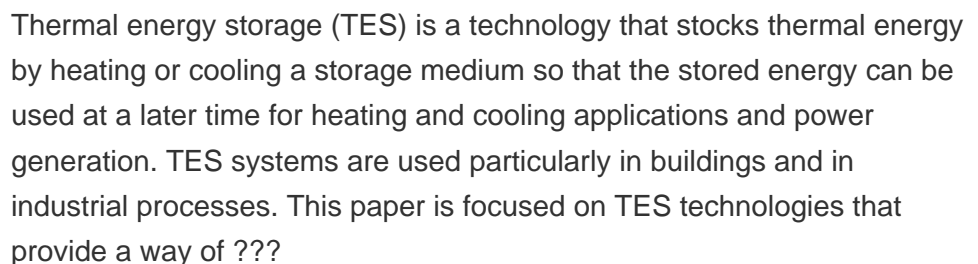 Thermal energy storage (TES) is a technology that stocks thermal energy
by heating or cooling a storage medium so that the stored energy can be
used at a later time for heating and cooling applications and power
generation. TES systems are used particularly in buildings and in
industrial processes. This paper is focused on TES technologies that
provide a way of ???